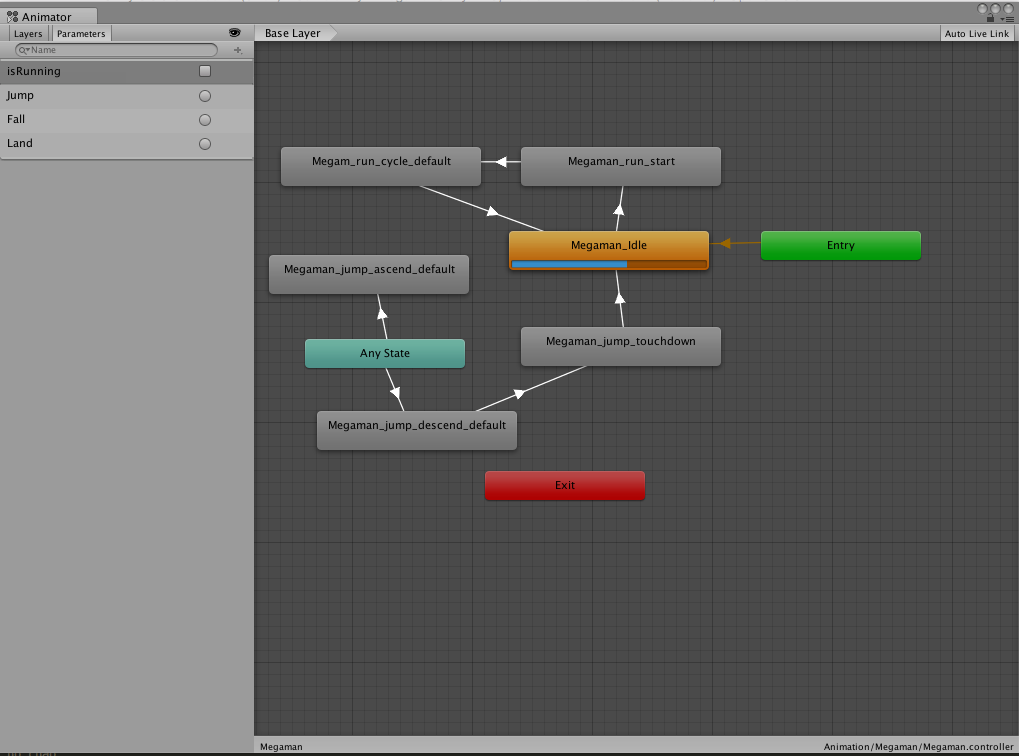 Animator
Layers
Parameters
Base Layer
Auto Live Link
Name
isRunning
Jump
Fall
Land
Megam_run_cycle_default
Megaman_run_start
Megaman_Idle
Entry
Megaman_jump_ascend_default
Megaman_jump_touchdown
Any State
Megaman_jump_descend_default
Exit
Megaman
Animation/Megaman/Megaman.controller